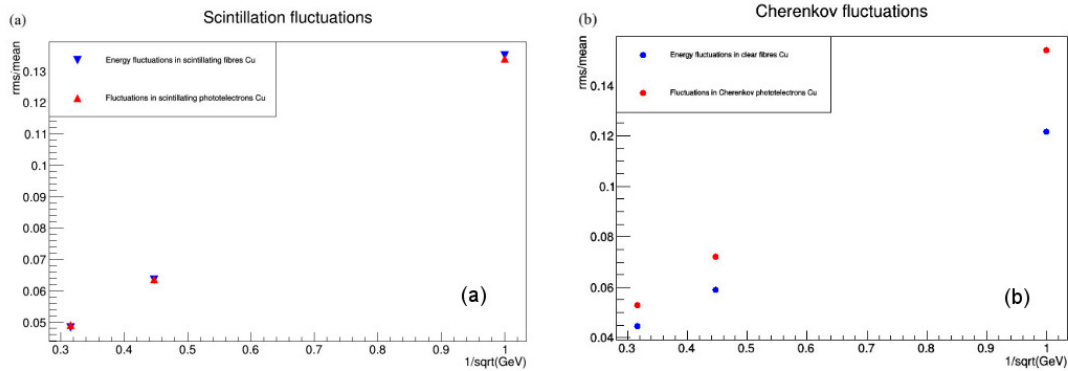 (a)
Scintillation fluctuations
rms/mean
Energy fluctuations in scintillating fibres Cu
Fluctuations in scintillating phototelectrons Cu
0.13
0.12
0.11
0.1
0.09
0.08
0.07
0.06
0.05
(a)
0.3 0.4 0.5 0.6 0.7 0.8 0.9 1
1/sqrt(GeV)
(b)
Cherenkov fluctuations
rms/mean
Energy fluctuations in clear fibres Cu
Fluctuations in Cherenkov phototelectrons Cu
0.14
0.12
0.1
0.08
0.06
0.04
(b)
0.3 0.4 0.5 0.6 0.7 0.8 0.9 1
1/sqrt(GeV)